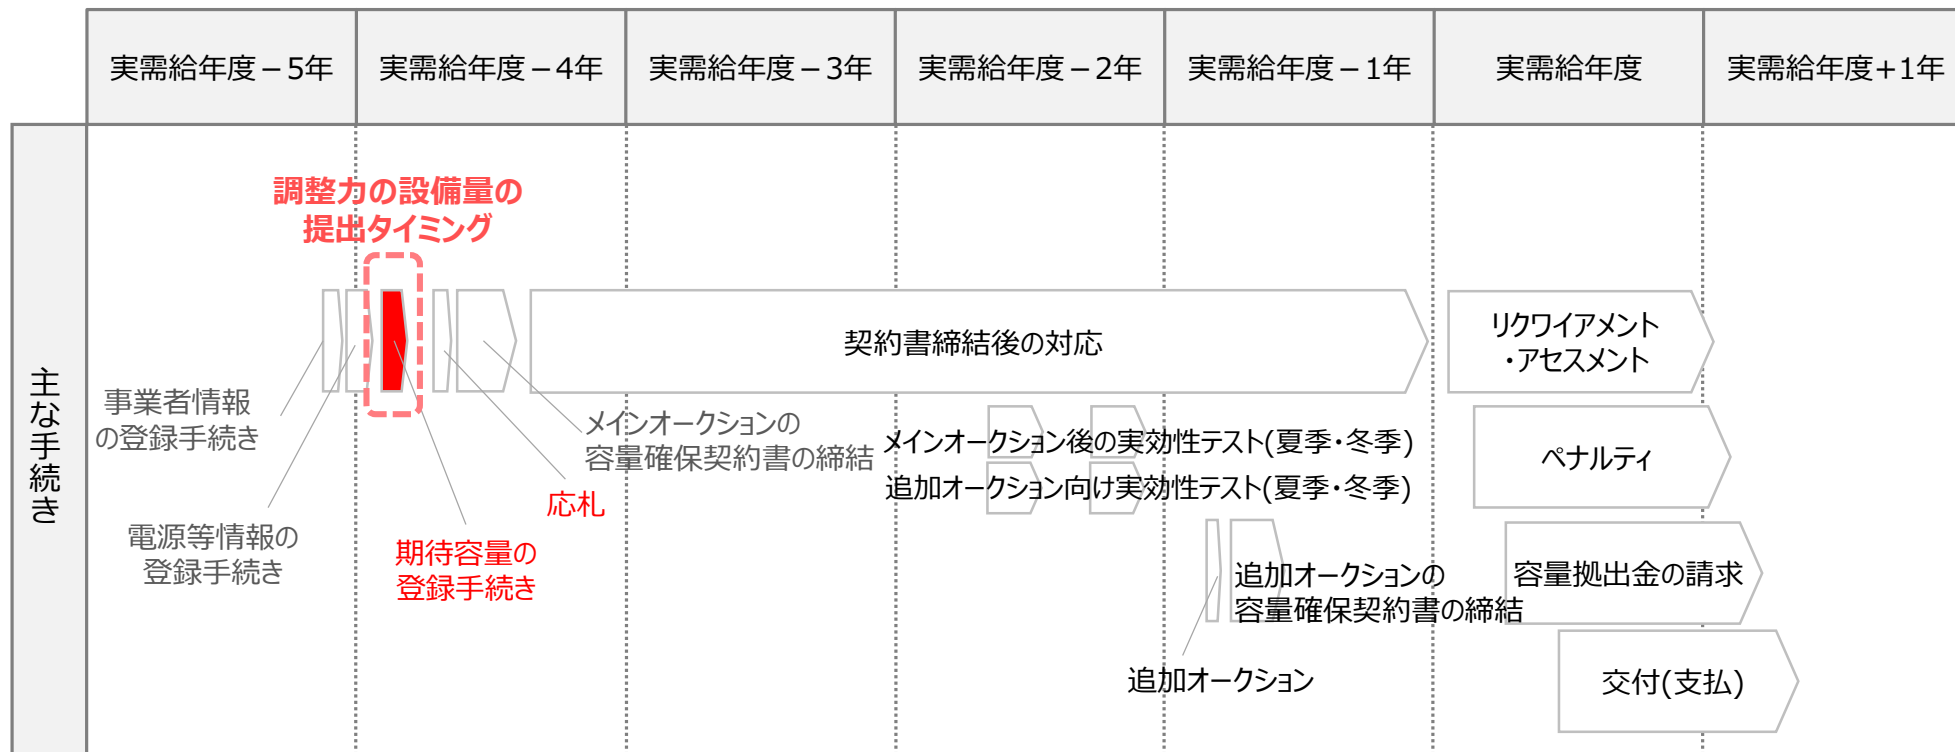 実需給年度－5年
実需給年度－4年
実需給年度－3年
実需給年度－2年
実需給年度－1年
実需給年度
実需給年度+1年
主な手続き
調整力の設備量の
提出タイミング
契約書締結後の対応
リクワイアメント
・アセスメント
事業者情報
の登録手続き
メインオークションの
容量確保契約書の締結
メインオークション後の実効性テスト(夏季・冬季)
ペナルティ
追加オークション向け実効性テスト(夏季・冬季)
応札
電源等情報の
登録手続き
期待容量の
登録手続き
追加オークションの
容量確保契約書の締結
容量拠出金の請求
追加オークション
交付(支払)